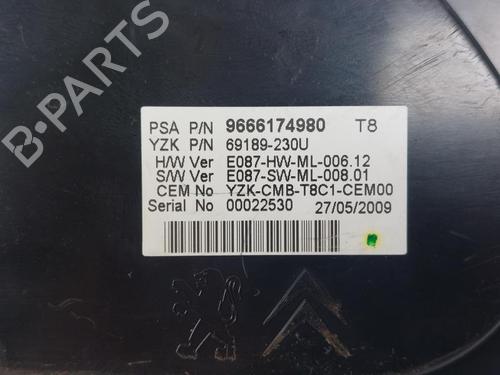 PSA P/N 9666174980 T8
YZK P/N 69189-230U
H/W Ver E087-HW-ML-006.12
S/W Ver E087-SW-ML-008.01
CEM No YZK-CMB-T8C1-CEM00
Serial No 00022530 27/05/2009
B-PARTS